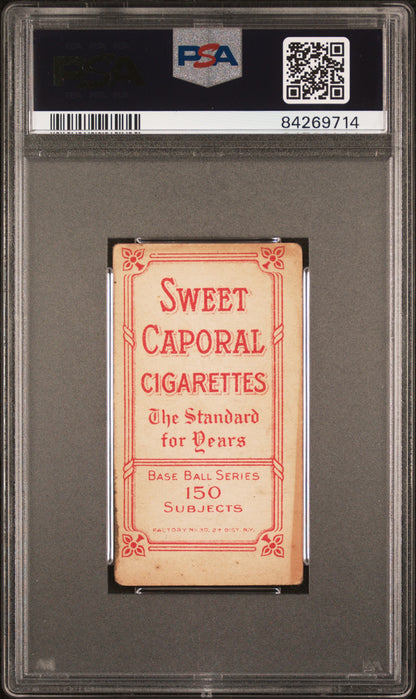 PSA
84269714
SWEET
CAPORAL
CIGARETTES
The Standard
for Years
BASE BALL SERIES
150
SUBJECTS
FACTORY No 30, 2d DIST. N.Y.